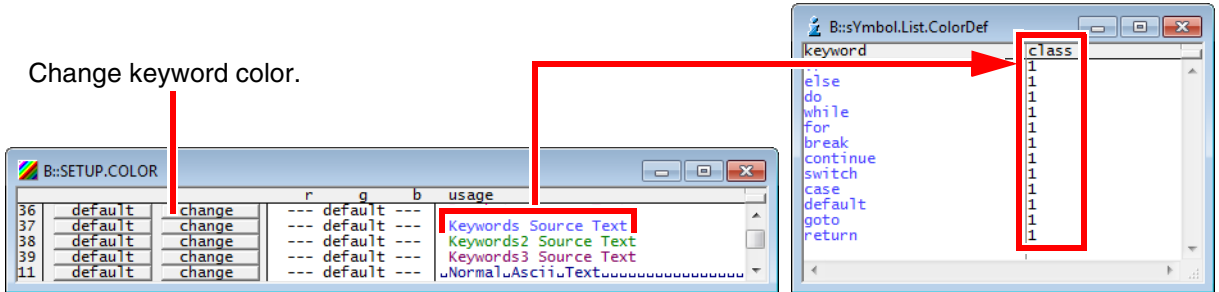 Change keyword color.
B::SETUP.COLOR
r g b usage
36 default change --- default ---
37 default change --- default --- Keywords Source Text
38 default change --- default --- Keywords2 Source Text
39 default change --- default --- Keywords3 Source Text
11 default change --- default --- Normal Ascii Text
B::sYmbol.List.ColorDef
keyword class
1
else 1
do 1
while 1
for 1
break 1
continue 1
switch 1
case 1
default 1
goto 1
return 1